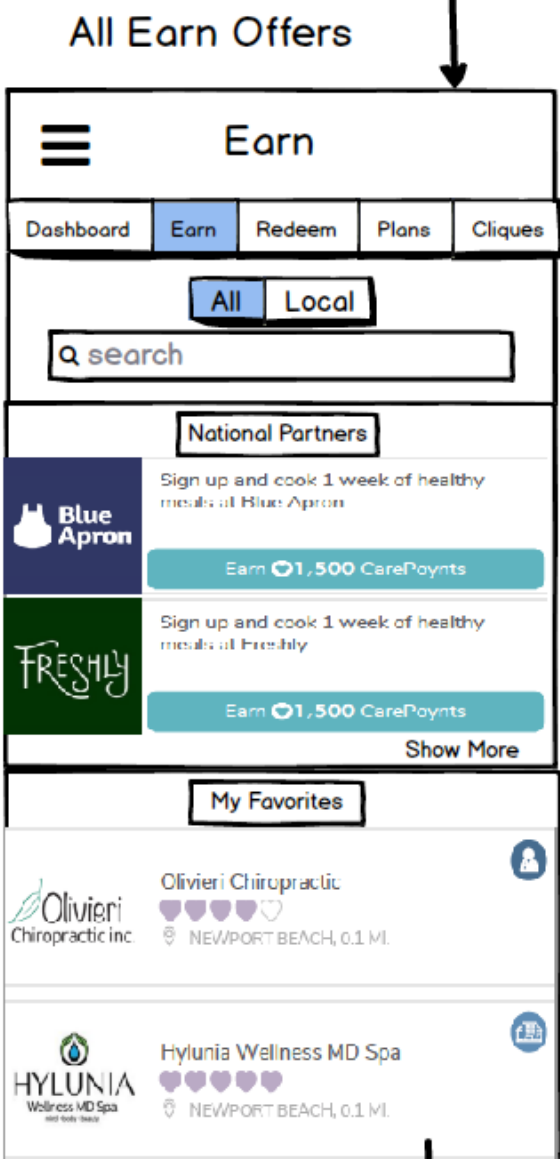 All Earn Offers
Earn
Dashboard Earn Redeem Plans Cliques
All Local
search
National Partners
Blue
Apron
Sign up and cook 1 week of healthy
meals at Blue Apron
Earn 1,500 CarePoynts
FRESHLY
Sign up and cook 1 week of healthy
meals at Freshly
Earn 1,500 CarePoynts
Show More
My Favorites
Olivieri
Chiropractic inc.
Olivieri Chiropractic
NEWPORT BEACH, 0.1 MI.
HYLUNIA
Wellness MD Spa
Hylunia Wellness MD Spa
NEWPORT BEACH, 0.1 MI.